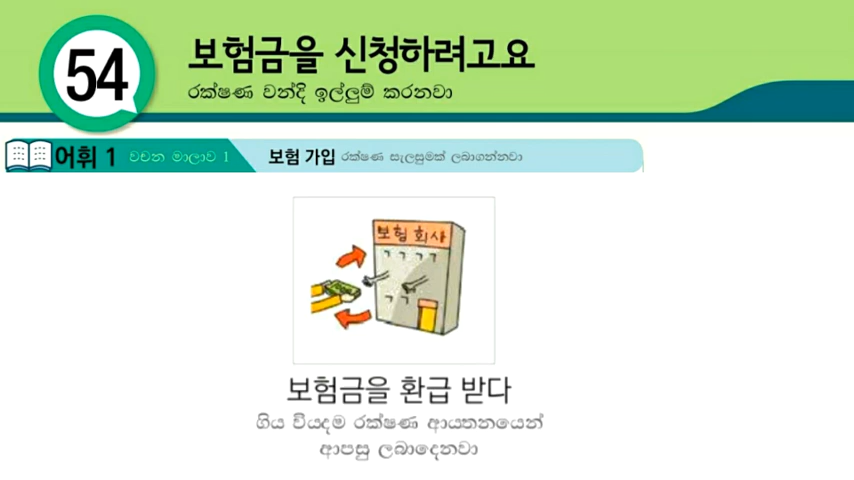 54
보험금을 신청하려고요
රක්ෂණ වන්දි ඉල්ලුම් කරනවා
어휘 1 වචන මාලාව 1 보험 가입 රක්ෂණ සැලසුමක් ලබාගන්නවා
보험 회사
보험금을 환급 받다
ගිය වියදම රක්ෂණ ආයතනයෙන්
ආපසු ලබාදෙනවා